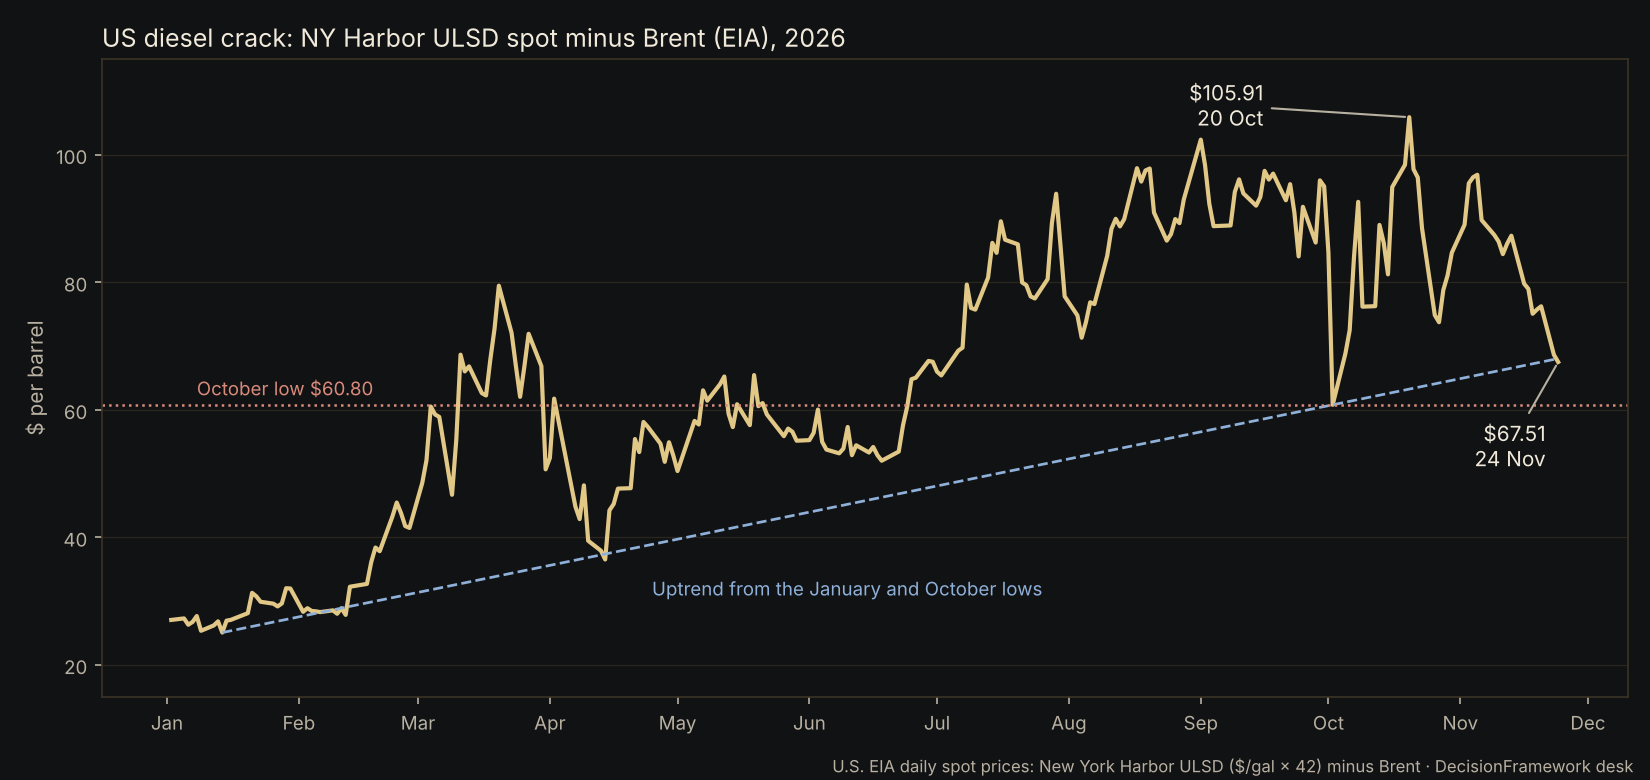 US diesel crack: NY Harbor ULSD spot minus Brent (EIA), 2026
$105.91
20 Oct
100
80
60
40
20
$ per barrel
October low $60.80
$67.51
24 Nov
Uptrend from the January and October lows
Jan Feb Mar Apr May Jun Jul Aug Sep Oct Nov Dec
U.S. EIA daily spot prices: New York Harbor ULSD ($/gal × 42) minus Brent · DecisionFramework desk